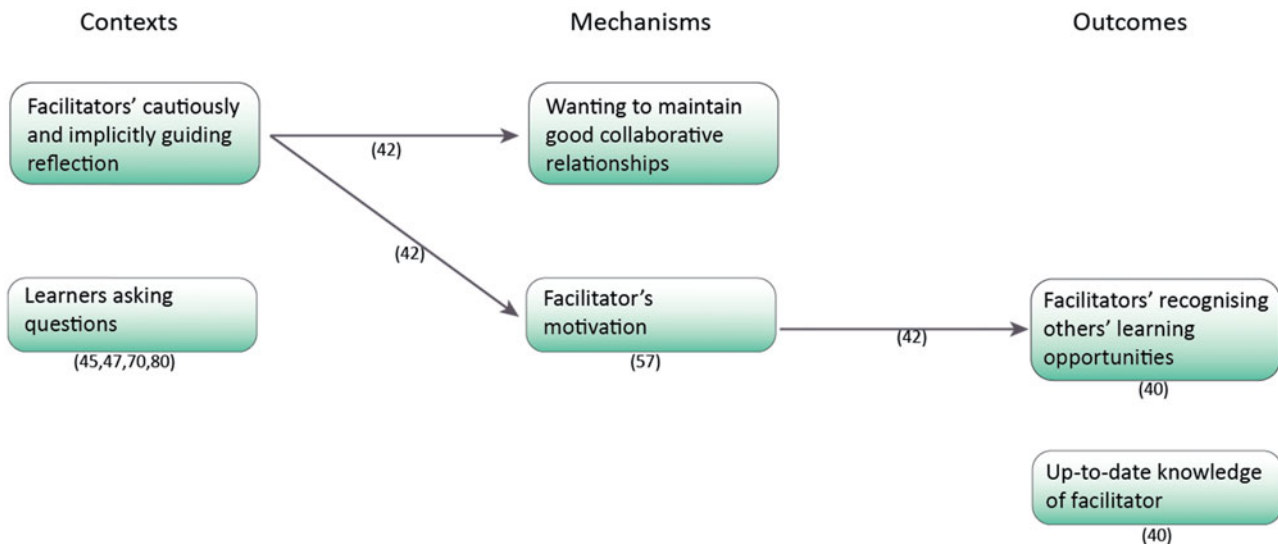 Contexts
Mechanisms
Outcomes
Facilitators’ cautiously
and implicitly guiding
reflection
(42)
Wanting to maintain
good collaborative
relationships
(42)
Learners asking
questions
(45,47,70,80)
Facilitator’s
motivation
(57)
(42)
Facilitators’ recognising
others’ learning
opportunities
(40)
Up-to-date knowledge
of facilitator
(40)